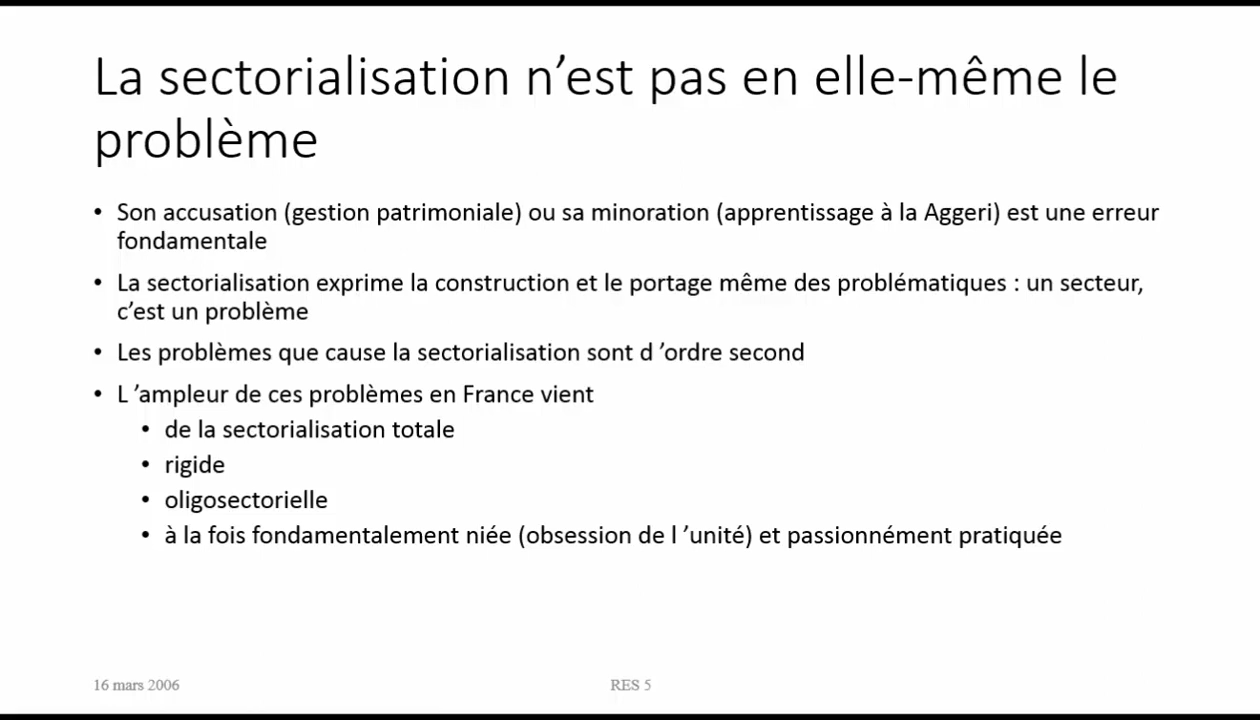 La sectorialisation n’est pas en elle-même le
problème
• Son accusation (gestion patrimoniale) ou sa minoration (apprentissage à la Aggeri) est une erreur
fondamentale
• La sectorialisation exprime la construction et le portage même des problématiques : un secteur,
c’est un problème
• Les problèmes que cause la sectorialisation sont d ’ordre second
• L ’ampleur de ces problèmes en France vient
• de la sectorialisation totale
• rigide
• oligosectorielle
• à la fois fondamentalement niée (obsession de l ’unité) et passionnément pratiquée
16 mars 2006
RES 5